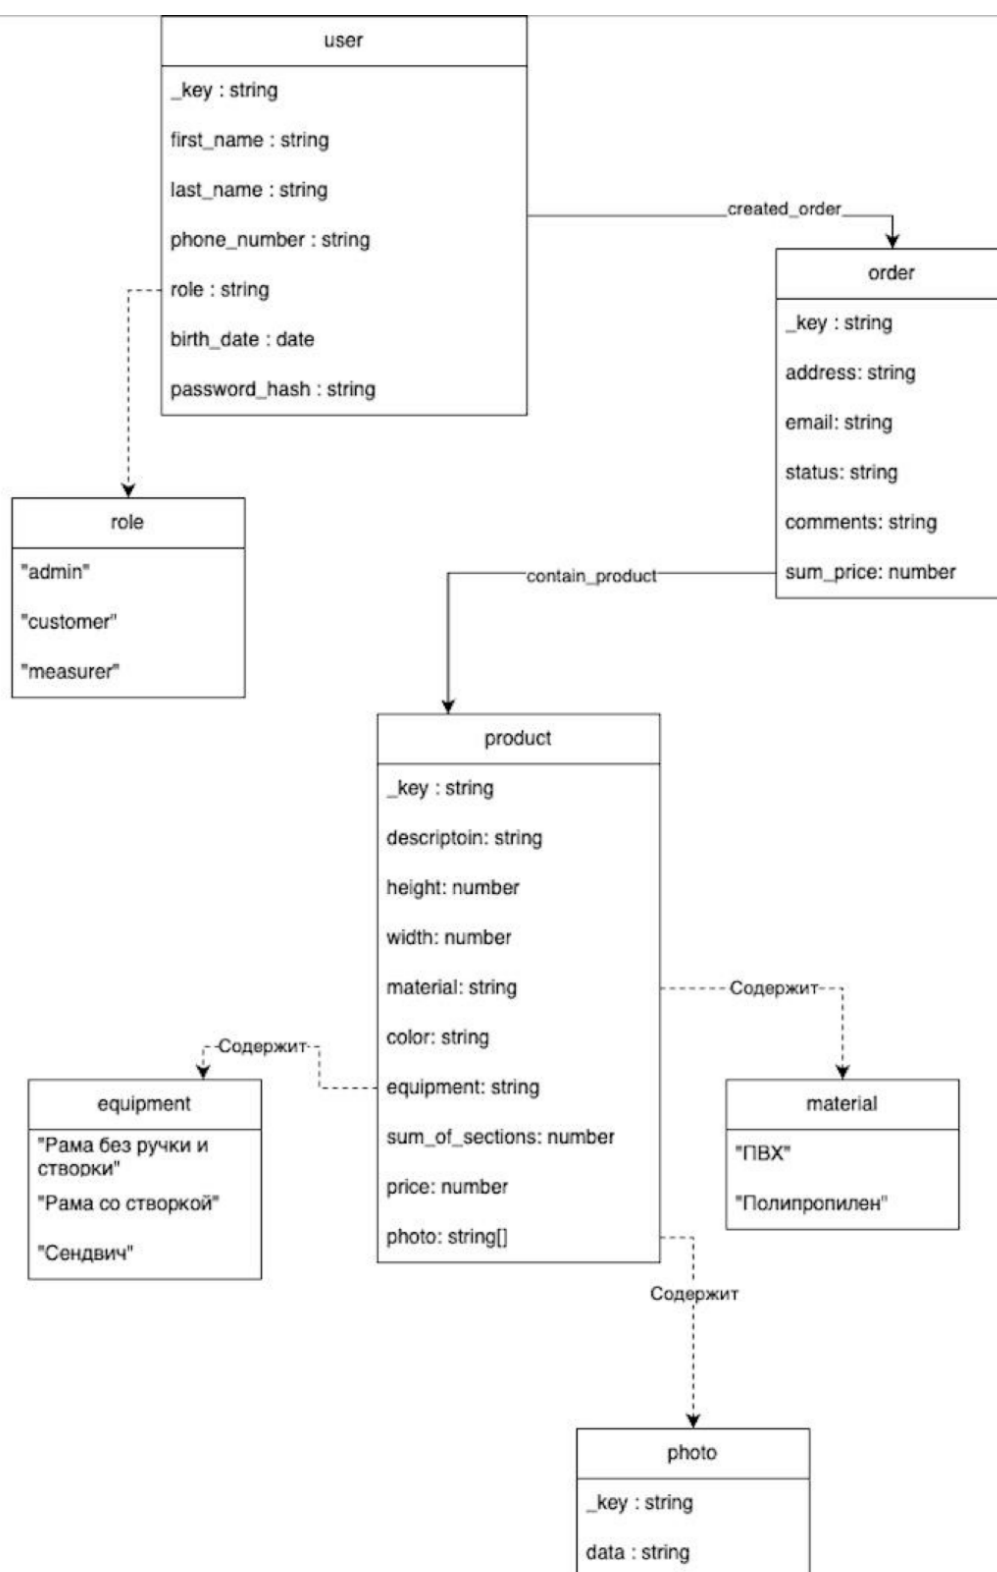 user
_key : string
first_name : string
last_name : string
phone_number : string
role : string
birth_date : date
password_hash : string
created_order
order
_key : string
address: string
email: string
status: string
comments: string
sum_price: number
role
"admin"
"customer"
"measurer"
contain_product
product
_key : string
descriptoin: string
height: number
width: number
material: string
color: string
equipment: string
sum_of_sections: number
price: number
photo: string[]
Содержит
equipment
"Рама без ручки и
створки"
"Рама со створкой"
"Сендвич"
Содержит
material
"ПВХ"
"Полипропилен"
Содержит
photo
_key : string
data : string